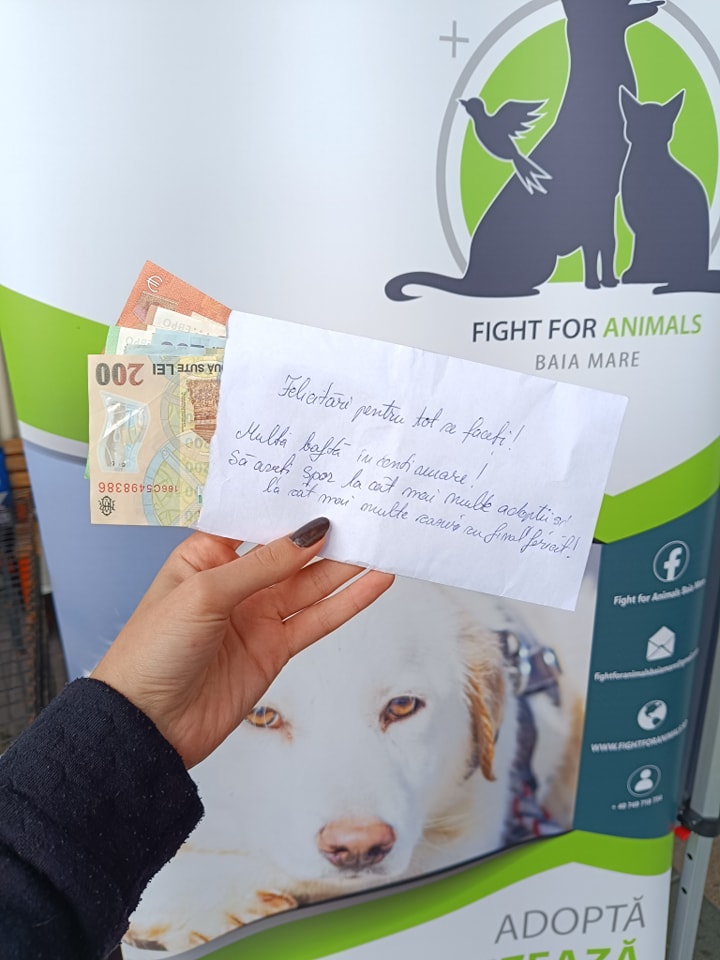 FIGHT FOR ANIMALS
BAIA MARE
€
ЕВРО
200
DOUĂ SUTE LEI
166C5498386
Felicitări pentru tot ce faceți!
Multă baftă în continuare!
Să aveți spor la cât mai multe adopții și
la cât mai multe cazuri cu final fericit!
Fight for Animals Baia
WWW.FIGHTFORANIMALS
ADOPTĂ